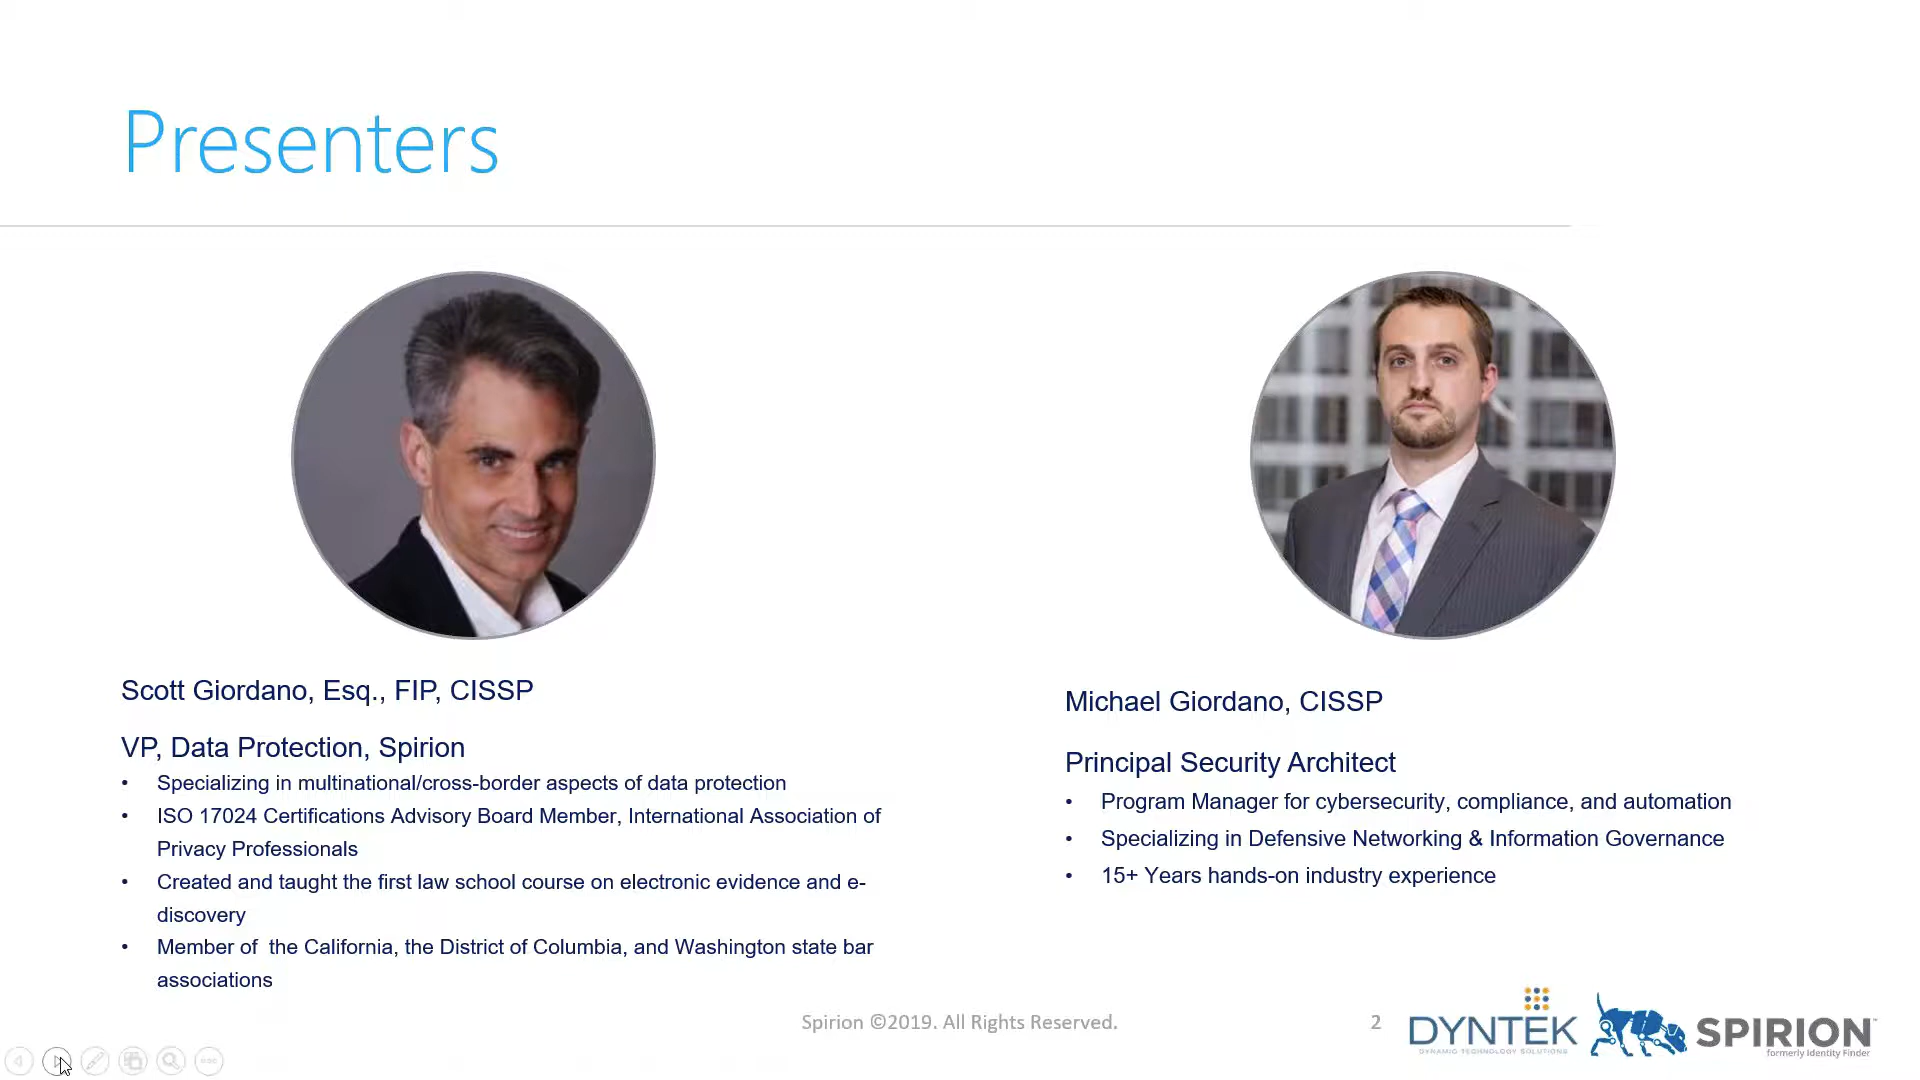 Presenters
Scott Giordano, Esq., FIP, CISSP
VP, Data Protection, Spirion
• Specializing in multinational/cross-border aspects of data protection
• ISO 17024 Certifications Advisory Board Member, International Association of
Privacy Professionals
• Created and taught the first law school course on electronic evidence and e-
discovery
• Member of  the California, the District of Columbia, and Washington state bar
associations
Michael Giordano, CISSP
Principal Security Architect
• Program Manager for cybersecurity, compliance, and automation
• Specializing in Defensive Networking & Information Governance
• 15+ Years hands-on industry experience
Spirion ©2019. All Rights Reserved.
2
DYNTEK
DYNAMIC TECHNOLOGY SOLUTIONS
SPIRION™
formerly Identity Finder